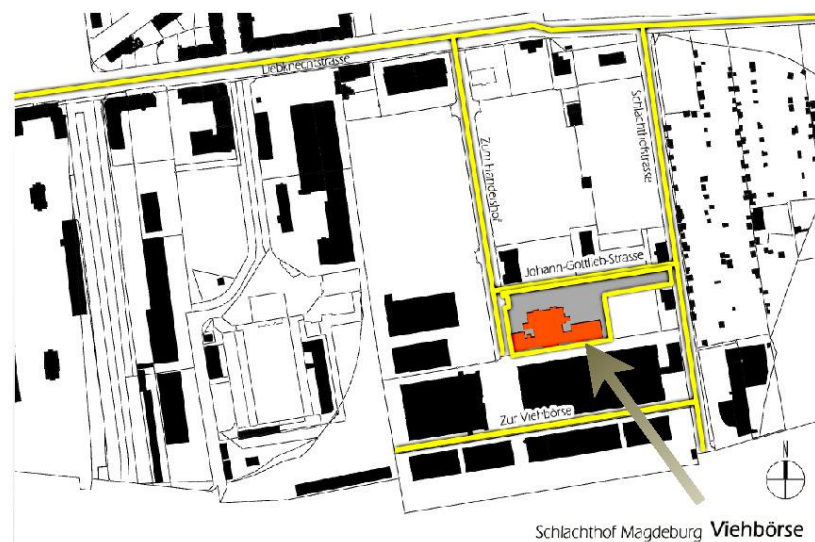 Liebknechtstrasse
Zum Handelshof
Schlachthofstrasse
Johann-Gottlieb-Strasse
Zur Viehbörse
N
Schlachthof Magdeburg Viehbörse